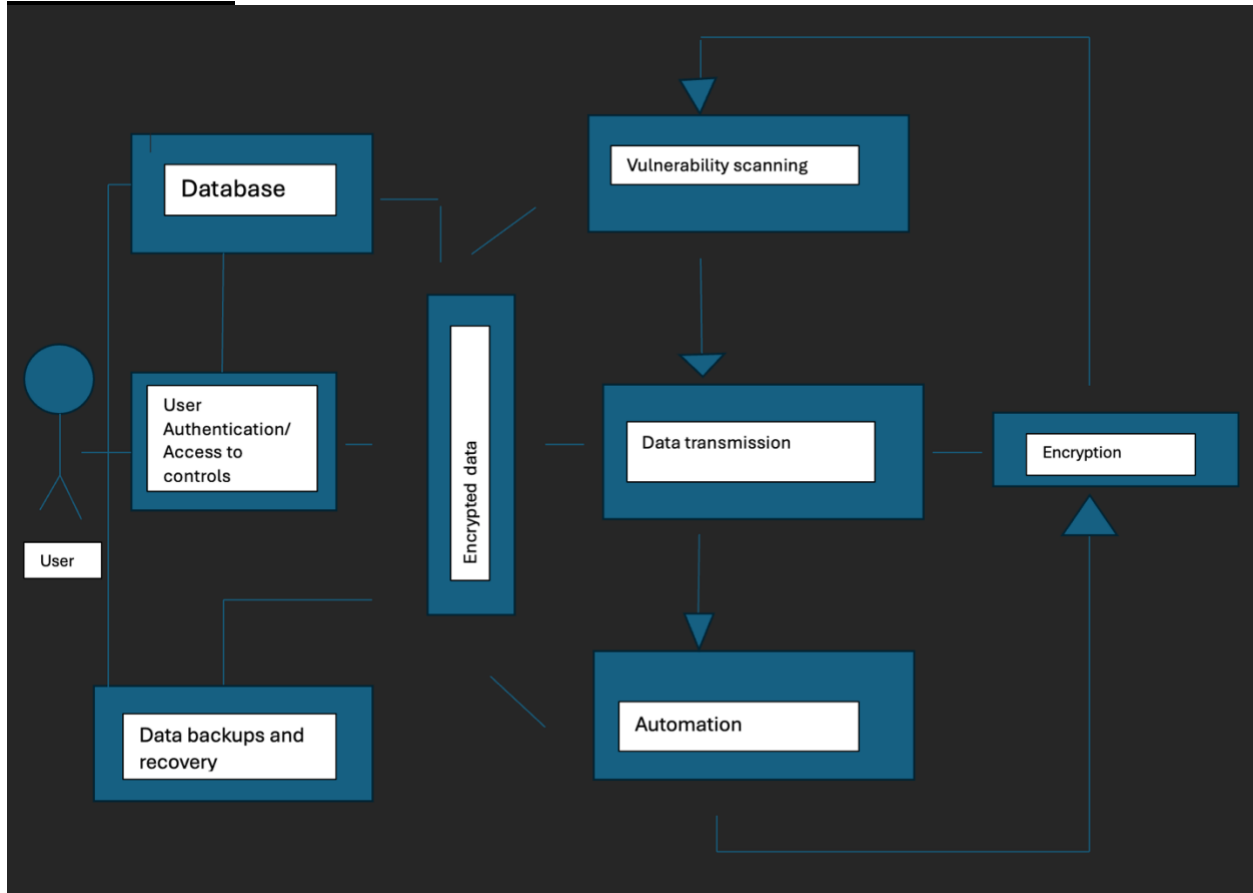 Database
Vulnerability scanning
User
Authentication/
Access to
controls
Encrypted data
Data transmission
Encryption
User
Data backups and
recovery
Automation